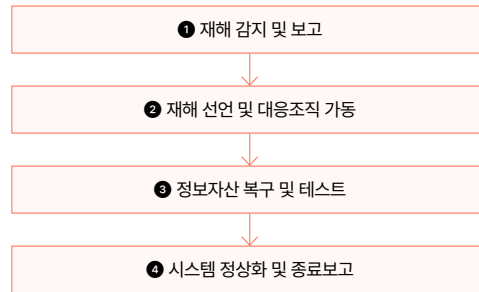 ❶ 재해 감지 및 보고
❷ 재해 선언 및 대응조직 가동
❸ 정보자산 복구 및 테스트
❹ 시스템 정상화 및 종료보고